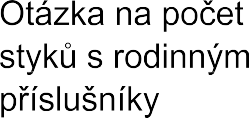 Otázka na počet
styků s rodinným
příslušníky